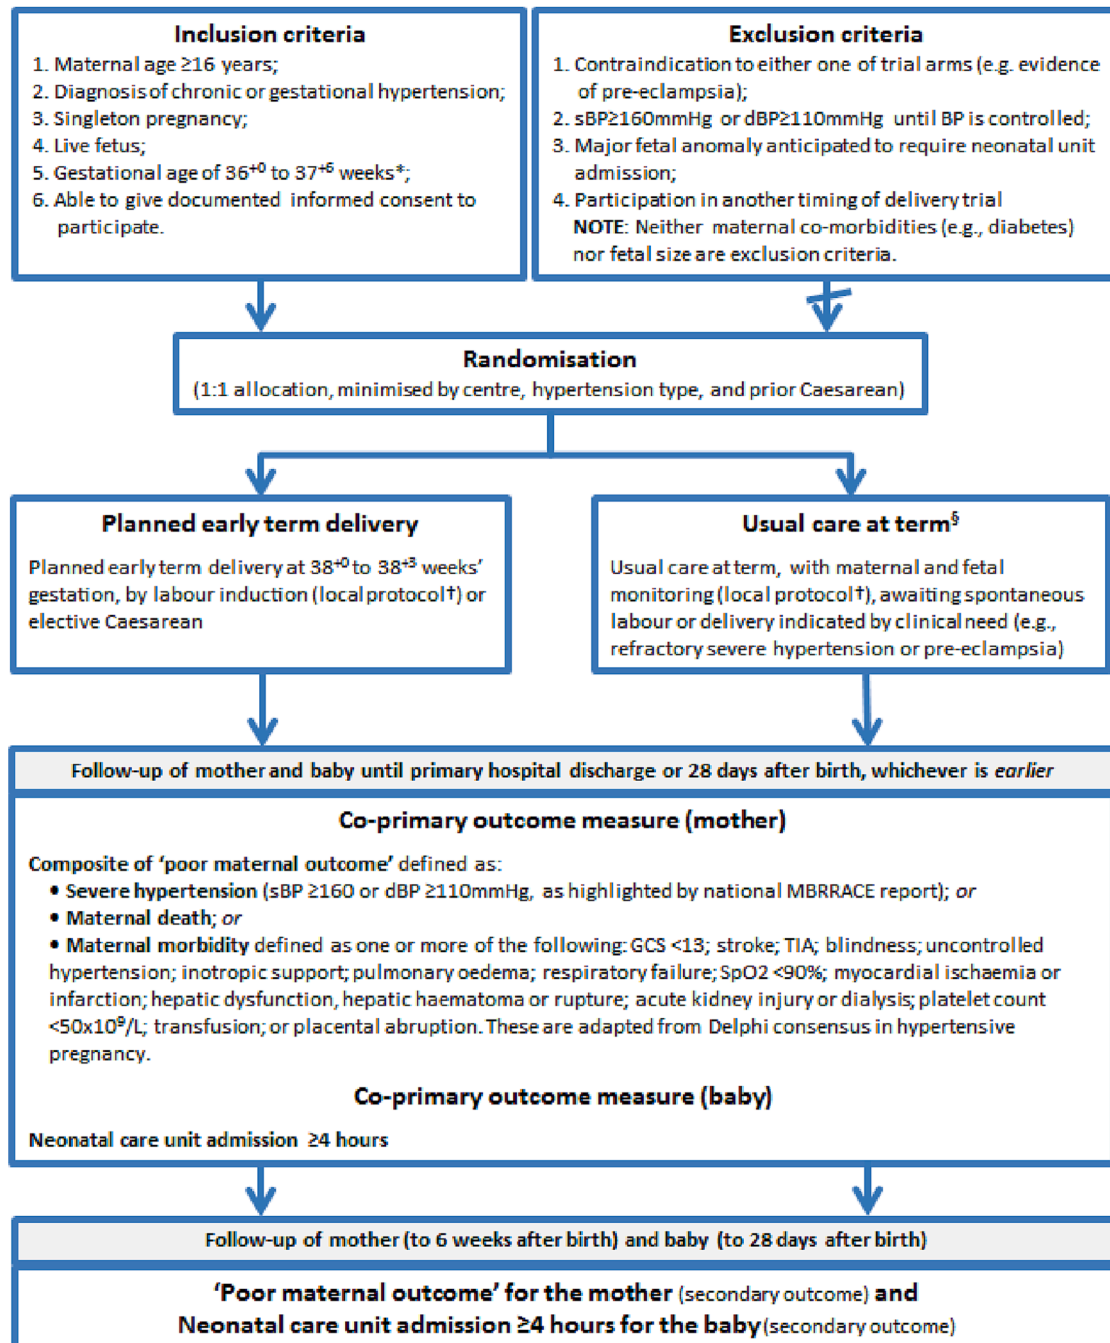 Inclusion criteria
1. Maternal age ≥16 years;
2. Diagnosis of chronic or gestational hypertension;
3. Singleton pregnancy;
4. Live fetus;
5. Gestational age of 36⁺⁰ to 37⁺⁶ weeks*;
6. Able to give documented informed consent to
participate.
Exclusion criteria
1. Contraindication to either one of trial arms (e.g. evidence
of pre-eclampsia);
2. sBP≥160mmHg or dBP≥110mmHg until BP is controlled;
3. Major fetal anomaly anticipated to require neonatal unit
admission;
4. Participation in another timing of delivery trial
NOTE: Neither maternal co-morbidities (e.g., diabetes)
nor fetal size are exclusion criteria.
Randomisation
(1:1 allocation, minimised by centre, hypertension type, and prior Caesarean)
Planned early term delivery
Planned early term delivery at 38⁺⁰ to 38⁺³ weeks'
gestation, by labour induction (local protocol†) or
elective Caesarean
Usual care at term§
Usual care at term, with maternal and fetal
monitoring (local protocol†), awaiting spontaneous
labour or delivery indicated by clinical need (e.g.,
refractory severe hypertension or pre-eclampsia)
Follow-up of mother and baby until primary hospital discharge or 28 days after birth, whichever is earlier
Co-primary outcome measure (mother)
Composite of 'poor maternal outcome' defined as:
• Severe hypertension (sBP ≥160 or dBP ≥110mmHg, as highlighted by national MBRRACE report); or
• Maternal death; or
• Maternal morbidity defined as one or more of the following: GCS <13; stroke; TIA; blindness; uncontrolled
hypertension; inotropic support; pulmonary oedema; respiratory failure; SpO2 <90%; myocardial ischaemia or
infarction; hepatic dysfunction, hepatic haematoma or rupture; acute kidney injury or dialysis; platelet count
<50x10⁹/L; transfusion; or placental abruption. These are adapted from Delphi consensus in hypertensive
pregnancy.
Co-primary outcome measure (baby)
Neonatal care unit admission ≥4 hours
Follow-up of mother (to 6 weeks after birth) and baby (to 28 days after birth)
'Poor maternal outcome' for the mother (secondary outcome) and
Neonatal care unit admission ≥4 hours for the baby (secondary outcome)